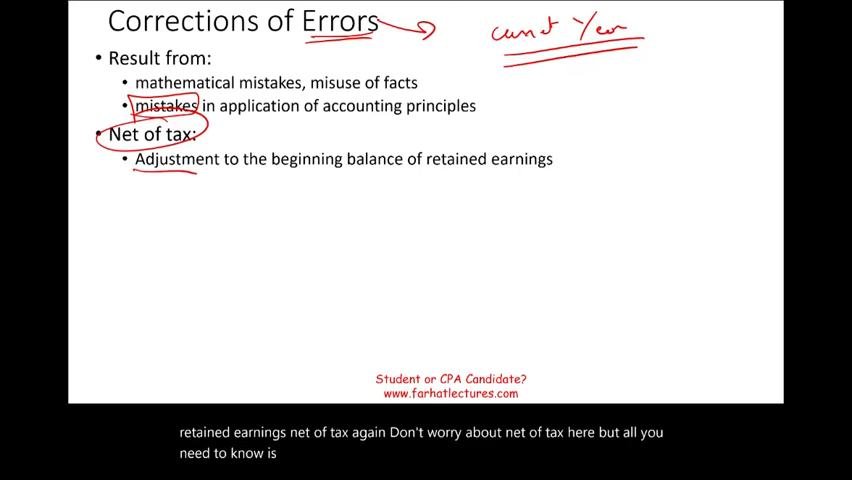 Corrections of Errors
current Year
• Result from:
• mathematical mistakes, misuse of facts
• mistakes in application of accounting principles
• Net of tax:
• Adjustment to the beginning balance of retained earnings
Student or CPA Candidate?
www.farhatlectures.com
retained earnings net of tax again Don't worry about net of tax here but all you
need to know is